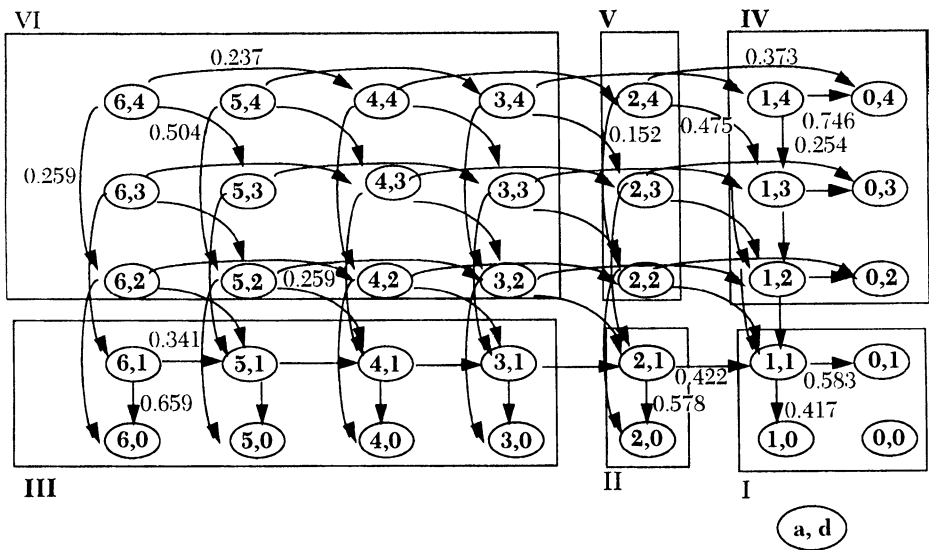 VI V IV
0.237 0.373
6,4 5,4 4,4 3,4 2,4 1,4 0,4
0.504 0.152 0.475 0.746
0.254
0.259
6,3 5,3 4,3 3,3 2,3 1,3 0,3
6,2 5,2 0.259 4,2 3,2 2,2 1,2 0,2
0.341
6,1 5,1 4,1 3,1 2,1 1,1 0,1
0.422 0.583
0.659 0.578 0.417
6,0 5,0 4,0 3,0 2,0 1,0 0,0
III II I
a, d